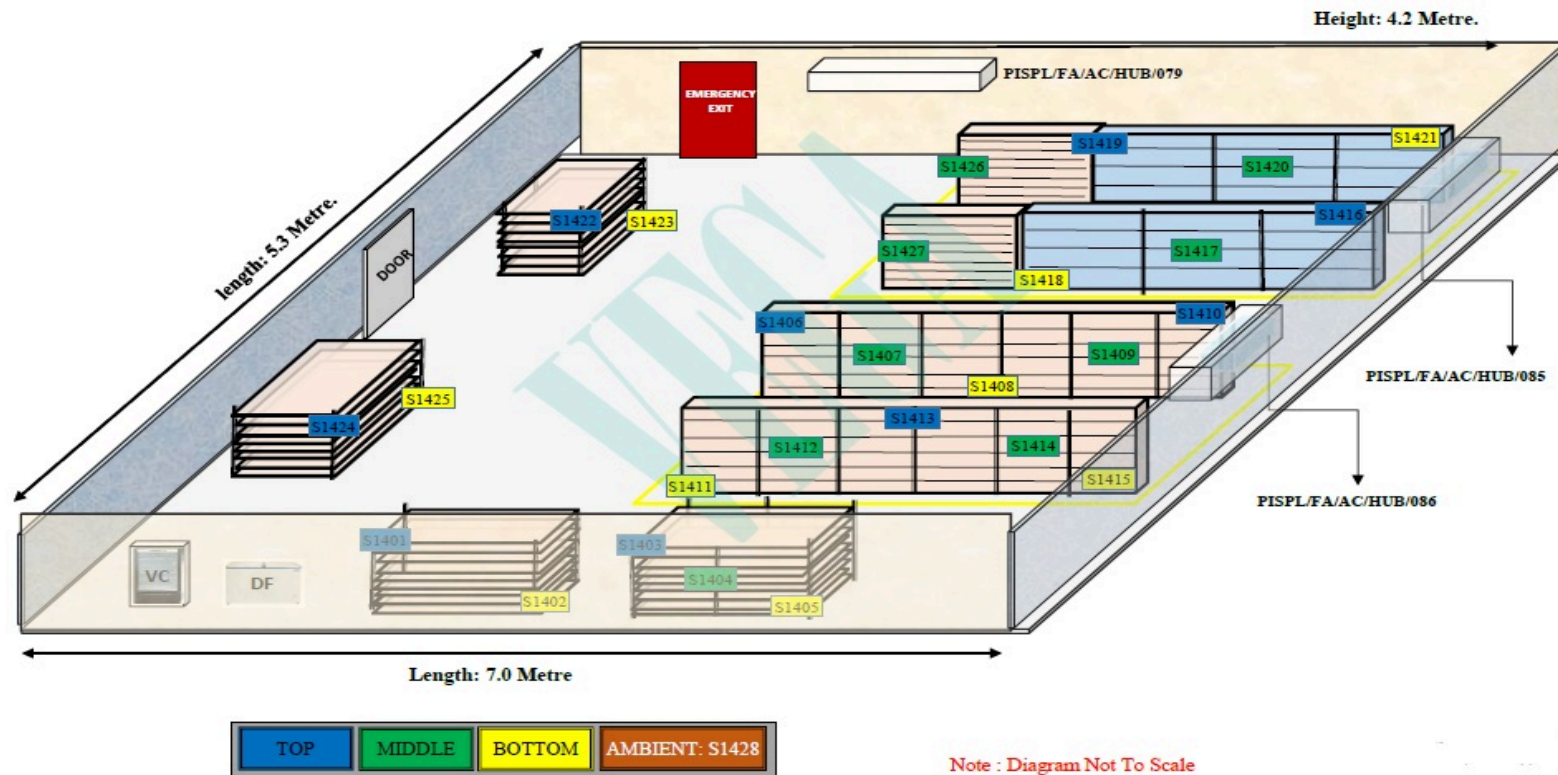 Height: 4.2 Metre.
PISPL/FA/AC/HUB/079
EMERGENCY
EXIT
S1419
S1421
S1426
S1420
S1422
S1423
S1416
length: 5.3 Metre.
DOOR
S1427
S1417
S1418
S1406
S1410
S1407
S1409
PISPL/FA/AC/HUB/085
S1408
S1425
S1424
S1413
S1412
S1414
S1411
S1415
PISPL/FA/AC/HUB/086
S1401
S1403
VC
DF
S1404
S1402
S1405
Length: 7.0 Metre
TOP
MIDDLE
BOTTOM
AMBIENT: S1428
Note : Diagram Not To Scale